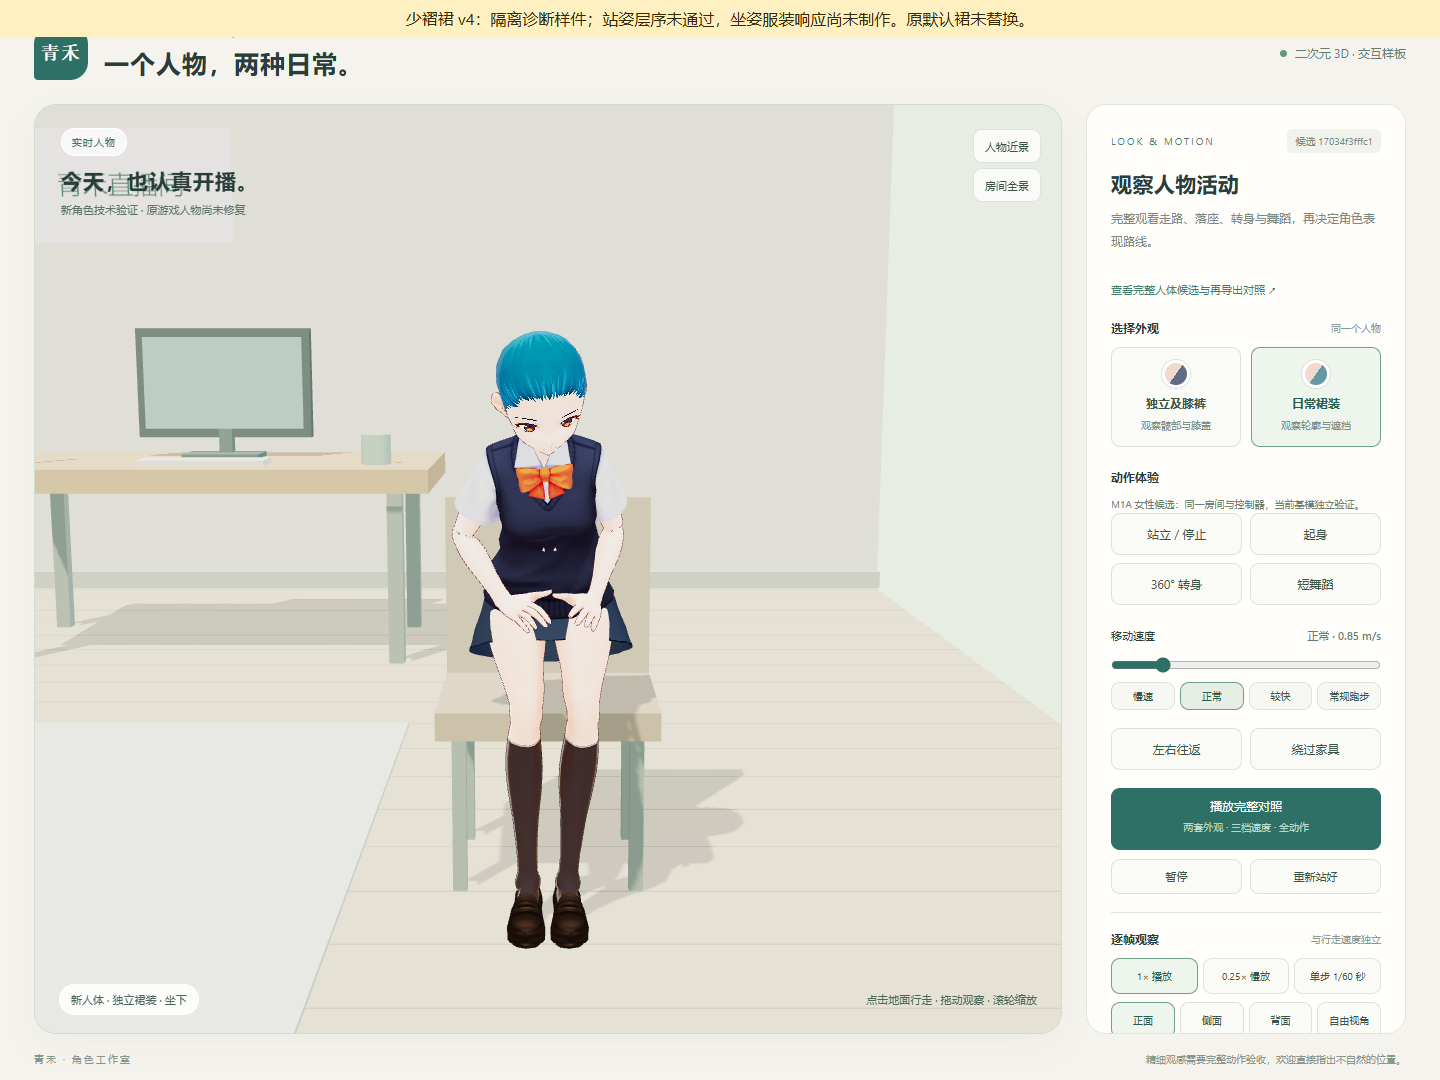 少褶裙 v4：隔离诊断样件；站姿层序未通过，坐姿服装响应尚未制作。原默认裙未替换。
青禾
一个人物，两种日常。
二次元 3D · 交互样板
实时人物
今天，也认真开播。
青禾直播间
新角色技术验证 · 原游戏人物尚未修复
人物近景
房间全景
新人体 · 独立裙装 · 坐下
点击地面行走 · 拖动观察 · 滚轮缩放
LOOK & MOTION
候选 17034f3fffc1
观察人物活动
完整观看走路、落座、转身与舞蹈，再决定角色表
现路线。
查看完整人体候选与再导出对照 ↗
选择外观
同一个人物
独立及膝裤
观察髋部与膝盖
日常裙装
观察轮廓与遮挡
动作体验
M1A 女性候选：同一房间与控制器，当前基模独立验证。
站立 / 停止
起身
360° 转身
短舞蹈
移动速度
正常 · 0.85 m/s
慢速
正常
较快
常规跑步
左右往返
绕过家具
播放完整对照
两套外观 · 三档速度 · 全动作
暂停
重新站好
逐帧观察
与行走速度独立
1× 播放
0.25× 慢放
单步 1/60 秒
正面
侧面
背面
自由视角
青禾 · 角色工作室
精细观感需要完整动作验收，欢迎直接指出不自然的位置。